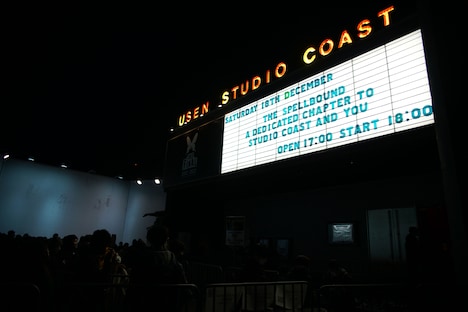 USEN STUDIO COAST
SATURDAY 18TH DECEMBER
THE SPELLBOUND
A DEDICATED CHAPTER TO
STUDIO COAST AND YOU
OPEN 17:00 START 18:00